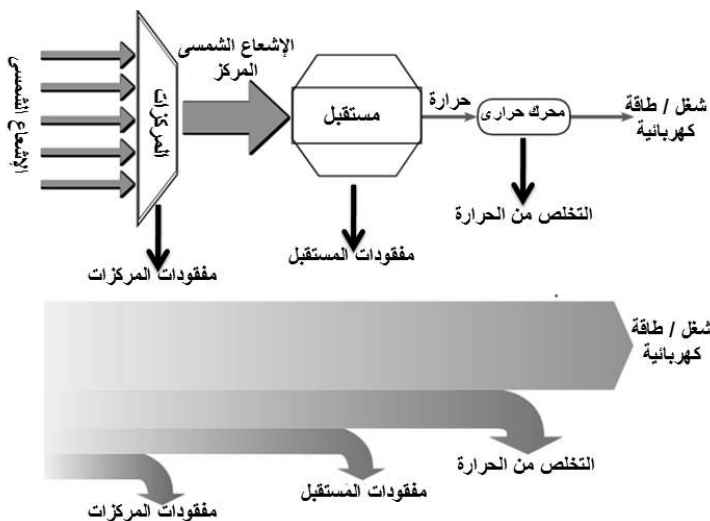 الإشعاع الشمسى
المركزات
الإشعاع الشمسى
المركز
مستقبل
حرارة
محرك حرارى
شغل / طاقة
كهربائية
التخلص من الحرارة
مفقودات المستقبل
مفقودات المركزات
شغل / طاقة
كهربائية
التخلص من الحرارة
مفقودات المستقبل
مفقودات المركزات